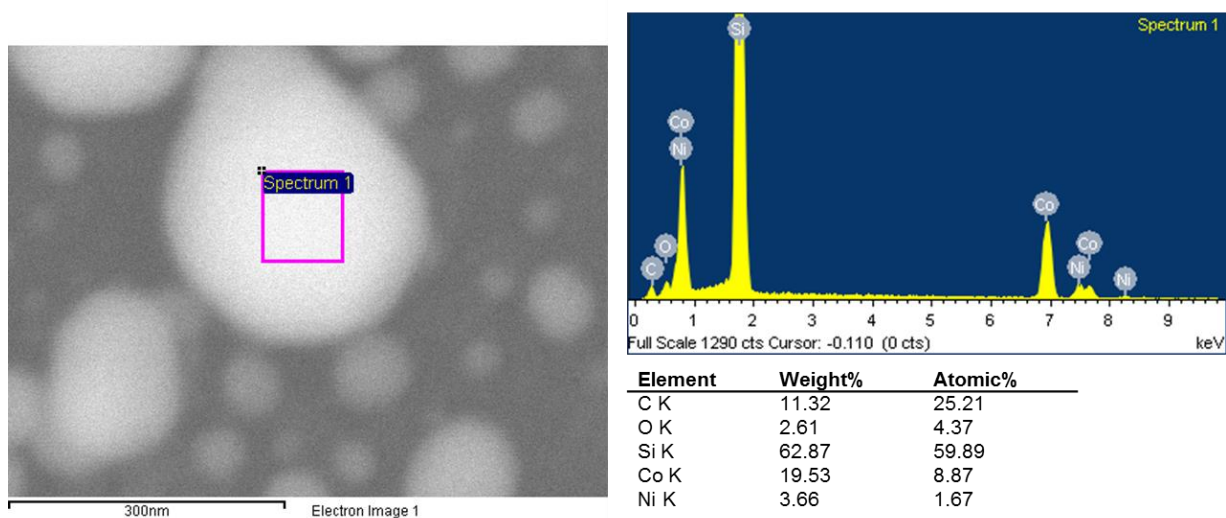 Spectrum 1
300nm
Electron Image 1
Spectrum 1
Si
Co
Ni
O
C
Co
Co
Ni
Ni
0 1 2 3 4 5 6 7 8 9
Full Scale 1290 cts Cursor: -0.110 (0 cts) keV
Element Weight% Atomic%
C K 11.32 25.21
O K 2.61 4.37
Si K 62.87 59.89
Co K 19.53 8.87
Ni K 3.66 1.67